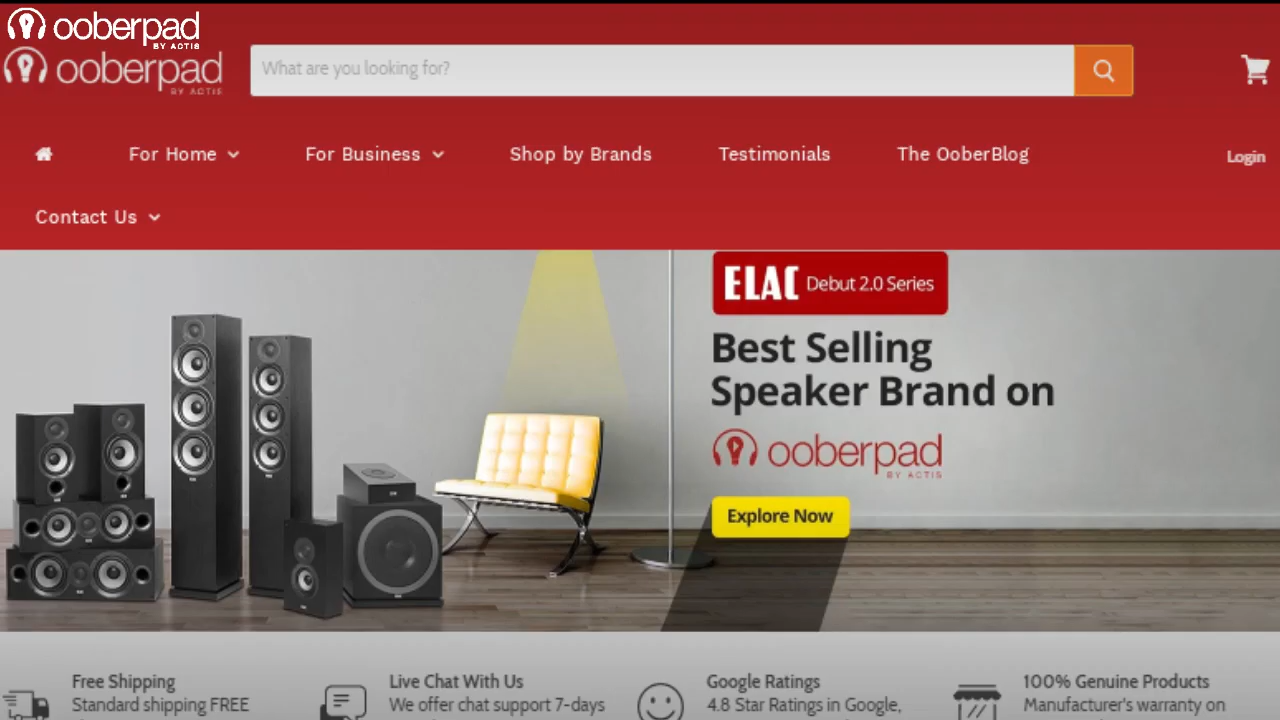 ooberpad
BY ACTIS
ooberpad
BY ACTIS
What are you looking for?
For Home
For Business
Shop by Brands
Testimonials
The OoberBlog
Login
Contact Us
ELAC Debut 2.0 Series
Best Selling
Speaker Brand on
ooberpad
BY ACTIS
Explore Now
Free Shipping
Standard shipping FREE
Live Chat With Us
We offer chat support 7-days
Google Ratings
4.8 Star Ratings in Google,
100% Genuine Products
Manufacturer's warranty on